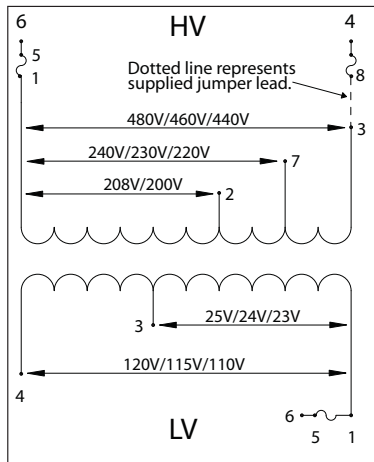 HV
6
4
5
1
8
Dotted line represents
supplied jumper lead.
480V/460V/440V
3
240V/230V/220V
7
208V/200V
2
3
25V/24V/23V
120V/115V/110V
4
6
5
1
LV